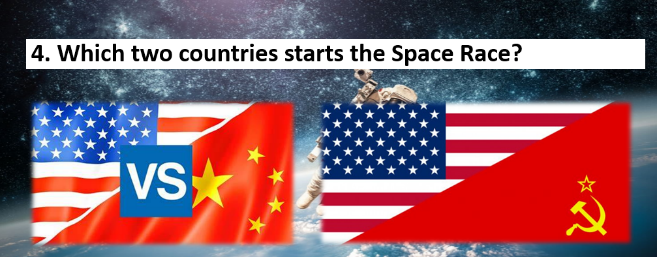 4. Which two countries starts the Space Race?
VS